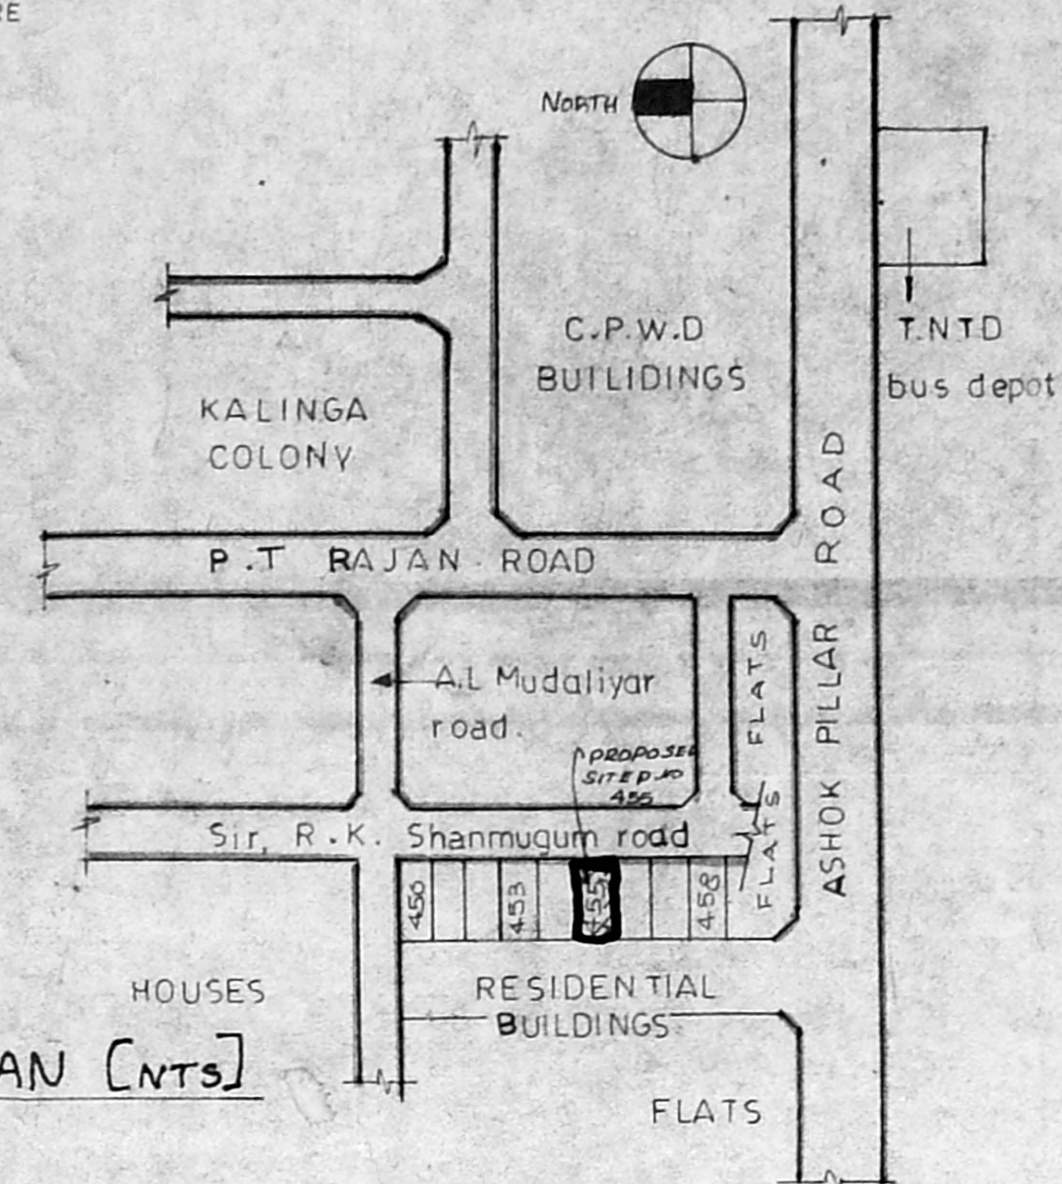 RE
NORTH
C.P.W.D
BUILIDINGS
T.N.T.D
bus depot
KALINGA
COLONY
P.T RAJAN ROAD
ASHOK PILLAR ROAD
FLATS
FLATS
A.L Mudaliyar
road.
PROPOSED
SITE P.NO
455
Sir, R.K. Shanmugum road
450
453
455
458
HOUSES
RESIDENTIAL
BUILDINGS
AN [NTS]
FLATS